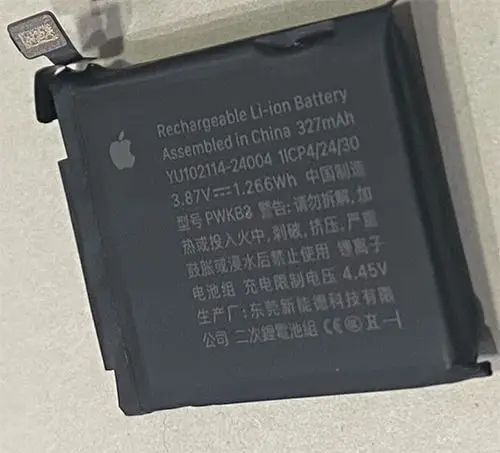 Rechargeable Li-ion Battery
Assembled in China 327mAh
YU102114-24004 1ICP4/24/30
3.87V⎓1.266Wh 中国制造
型号 警告:请勿拆解,加
热或投入火中,刺破,挤压,严重
鼓胀或浸水后禁止使用 锂离子
电池组 充电限制电压 4.45V
生产厂:东莞新能德科技有限
公司 二次鋰電池組 CE